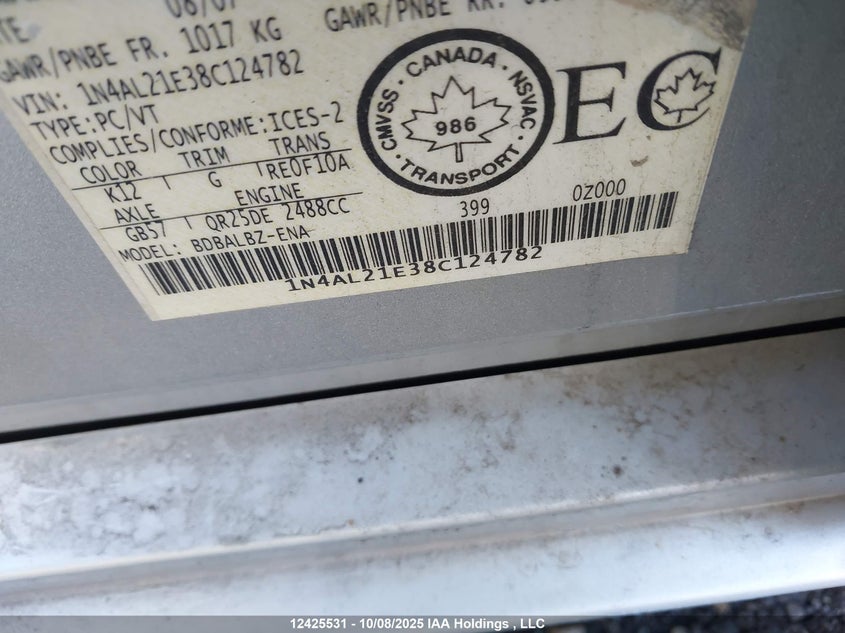 GAWR/PNBE FR. 1017 KG GAWR/PNBE RR.
VIN: 1N4AL21E38C124782
TYPE:PC/VT
COMPLIES/CONFORME:ICES-2
COLOR TRIM TRANS
K12 G RE0F10A
AXLE ENGINE
GB57 QR25DE 2488CC
MODEL: BDBALBZ-ENA
CANADA
CMVSS · NSVAC
986
TRANSPORT
EC
399 0Z000
1N4AL21E38C124782
12425531 - 10/08/2025 IAA Holdings , LLC